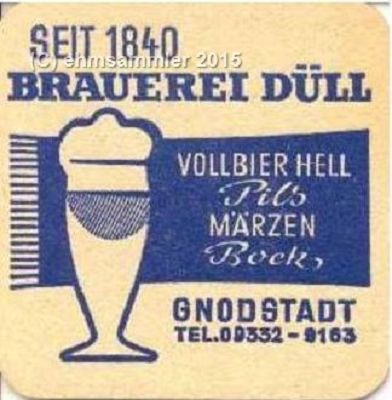 SEIT 1840
(C) ehmsammler 2015
BRAUEREI DÜLL
VOLLBIER HELL
Pils
MÄRZEN
Bock,
GNODSTADT
TEL. 09332-9163